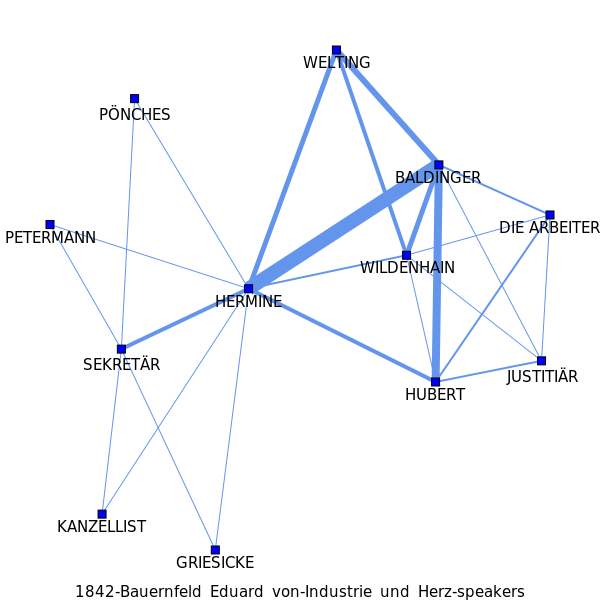 WELTING
PÖNCHES
BALDINGER
DIE ARBEITER
PETERMANN
WILDENHAIN
HERMINE
SEKRETÄR
JUSTITIÄR
HUBERT
KANZELLIST
GRIESICKE
1842-Bauernfeld Eduard von-Industrie und Herz-speakers